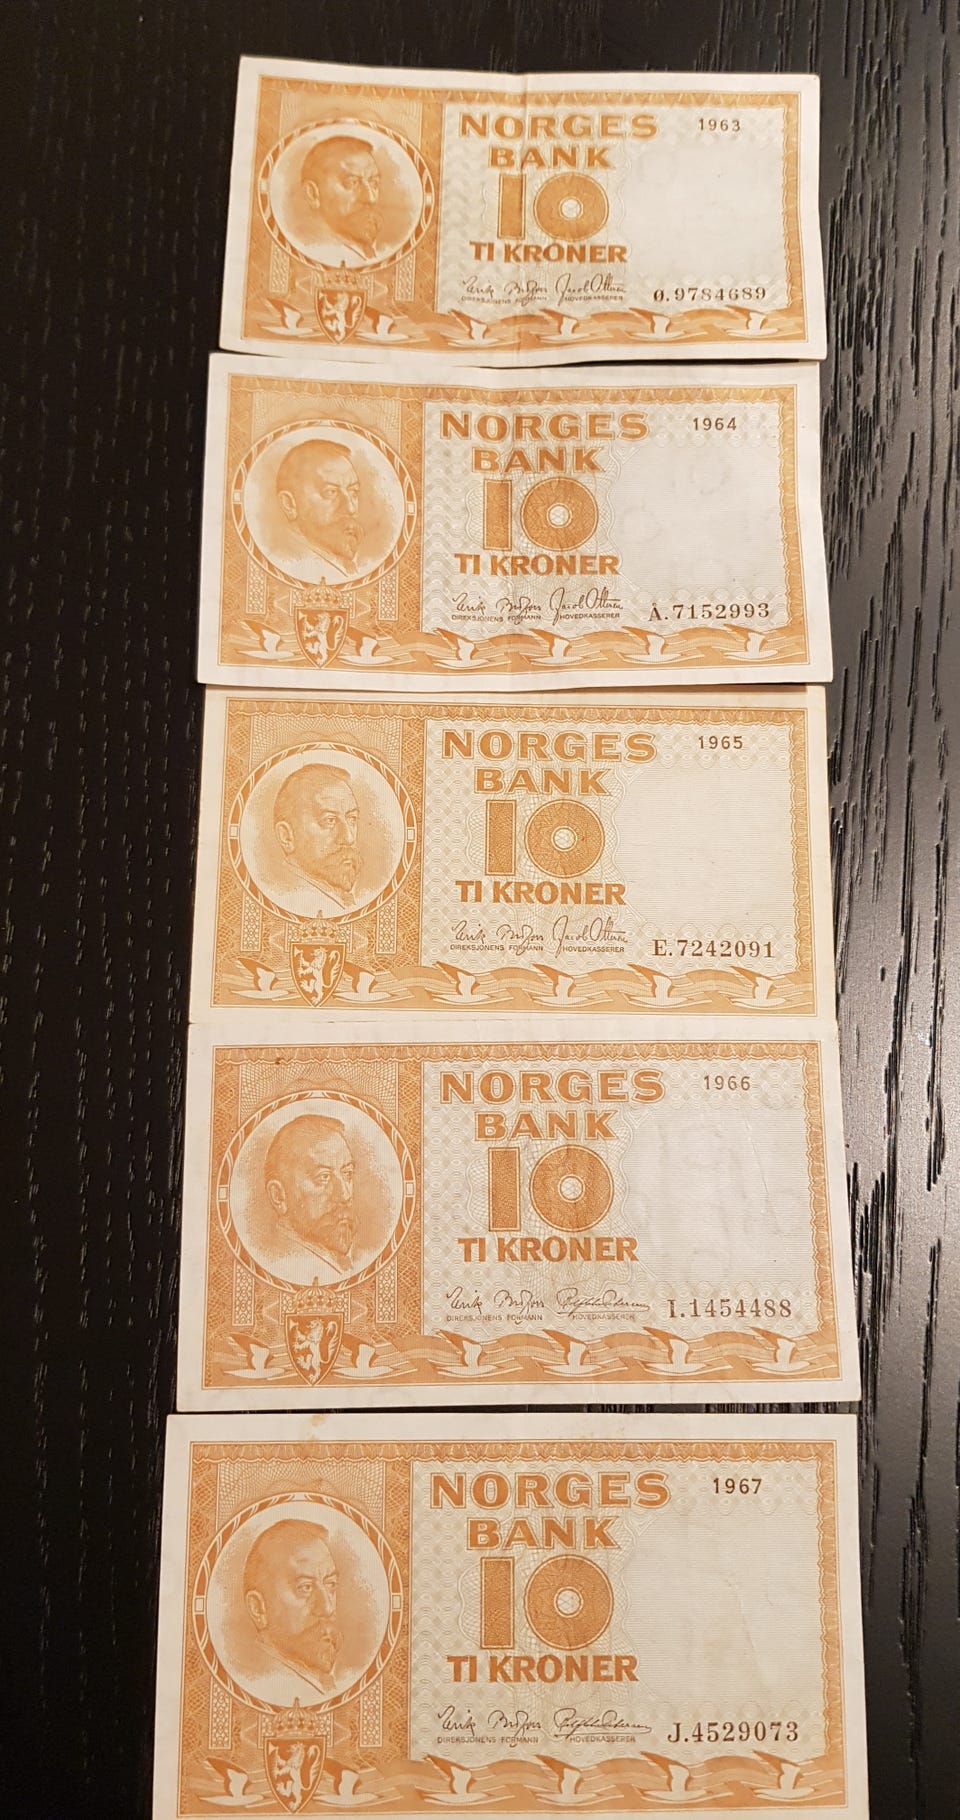 NORGES 1963
BANK
10
TI KRONER
DIREKSJONENS FORMANN HOVEDKASSERER
Ø.9784689
NORGES 1964
BANK
10
TI KRONER
DIREKSJONENS FORMANN HOVEDKASSERER
Å.7152993
NORGES 1965
BANK
10
TI KRONER
DIREKSJONENS FORMANN HOVEDKASSERER
E.7242091
NORGES 1966
BANK
10
TI KRONER
DIREKSJONENS FORMANN HOVEDKASSERER
I.1454488
NORGES 1967
BANK
10
TI KRONER
DIREKSJONENS FORMANN HOVEDKASSERER
J.4529073